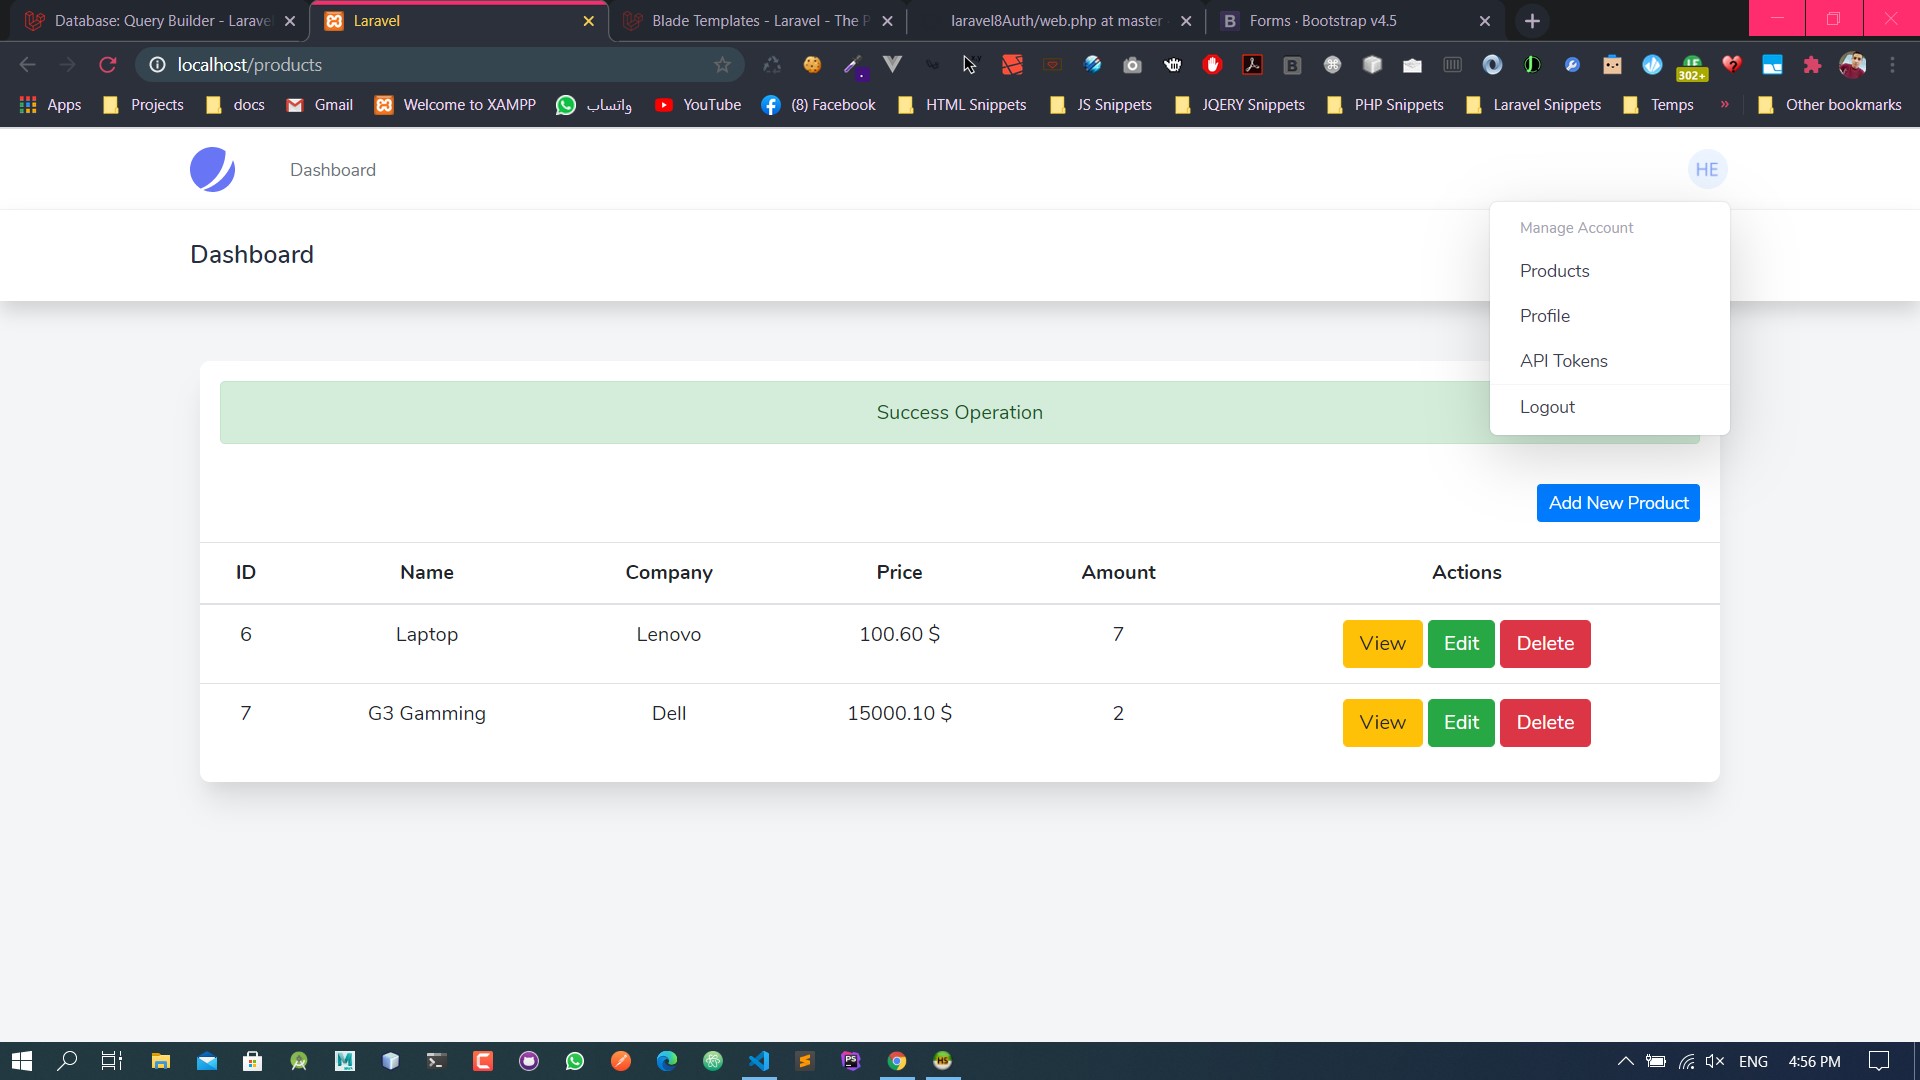 Database: Query Builder - Larave
Laravel
Blade Templates - Laravel - The P
laravel8Auth/web.php at master
B Forms · Bootstrap v4.5
localhost/products
302+
Apps Projects docs Gmail Welcome to XAMPP واتساب YouTube (8) Facebook HTML Snippets JS Snippets JQERY Snippets PHP Snippets Laravel Snippets Temps » Other bookmarks
Dashboard
HE
Manage Account
Products
Profile
API Tokens
Logout
Dashboard
Success Operation
Add New Product
ID Name Company Price Amount Actions
6 Laptop Lenovo 100.60 $ 7 View Edit Delete
7 G3 Gamming Dell 15000.10 $ 2 View Edit Delete
ENG 4:56 PM